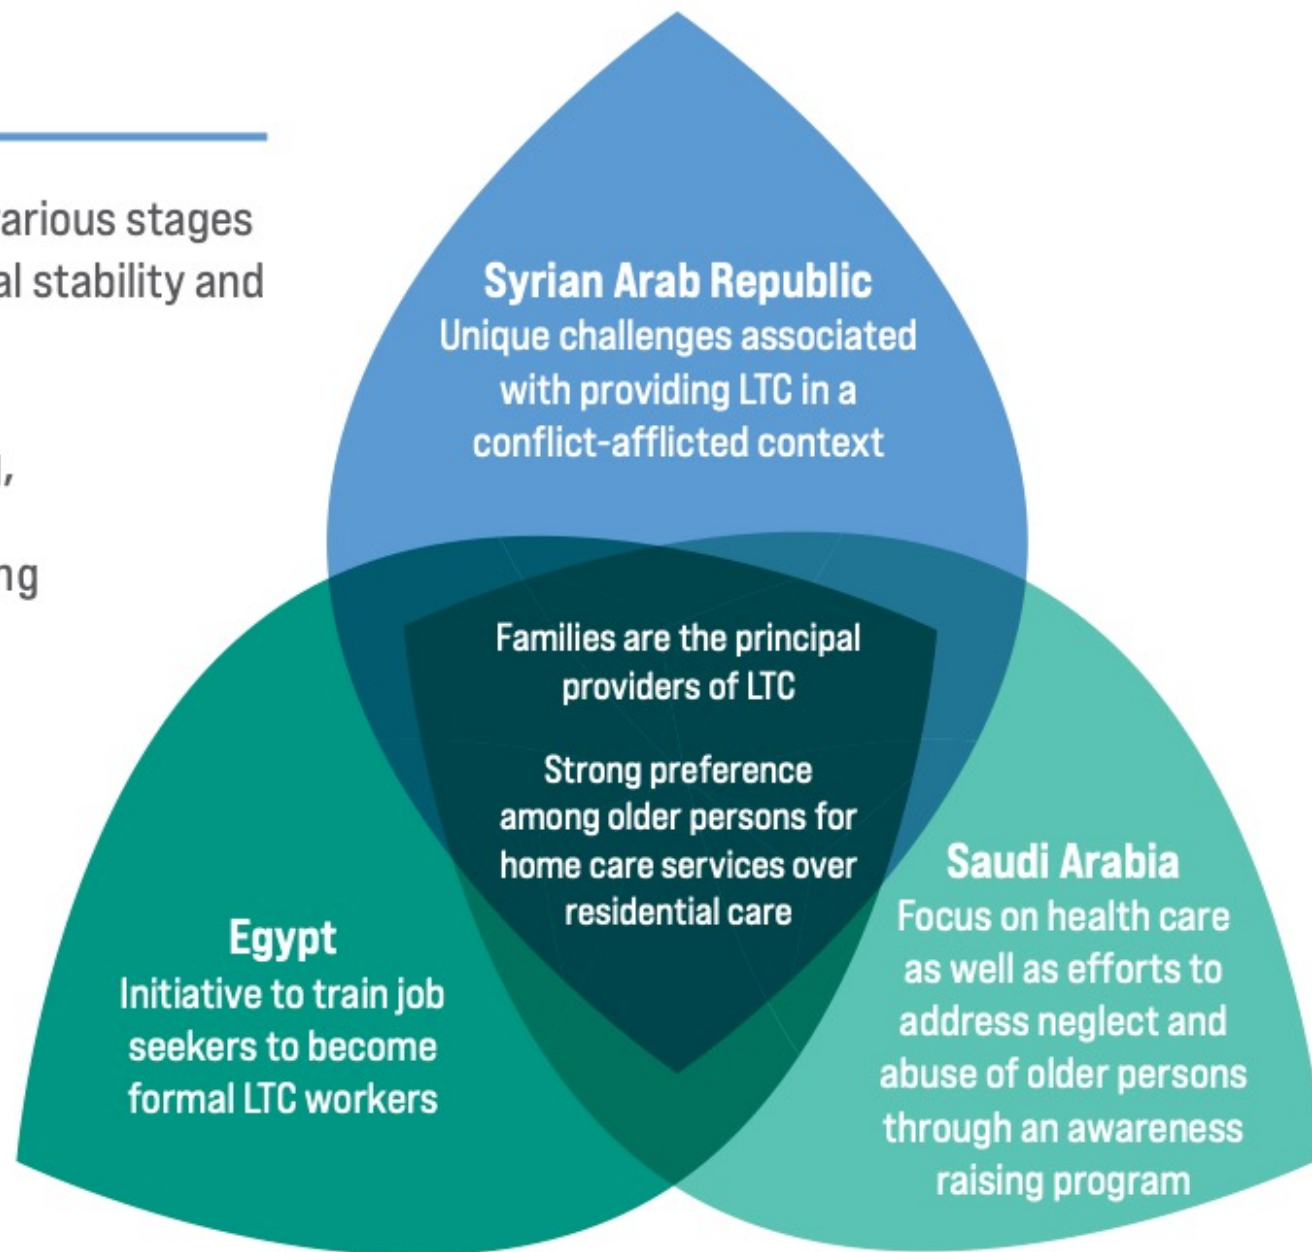 various stages
al stability and
,
ng
Syrian Arab Republic
Unique challenges associated
with providing LTC in a
conflict-afflicted context
Families are the principal
providers of LTC
Strong preference
among older persons for
home care services over
residential care
Egypt
Initiative to train job
seekers to become
formal LTC workers
Saudi Arabia
Focus on health care
as well as efforts to
address neglect and
abuse of older persons
through an awareness
raising program